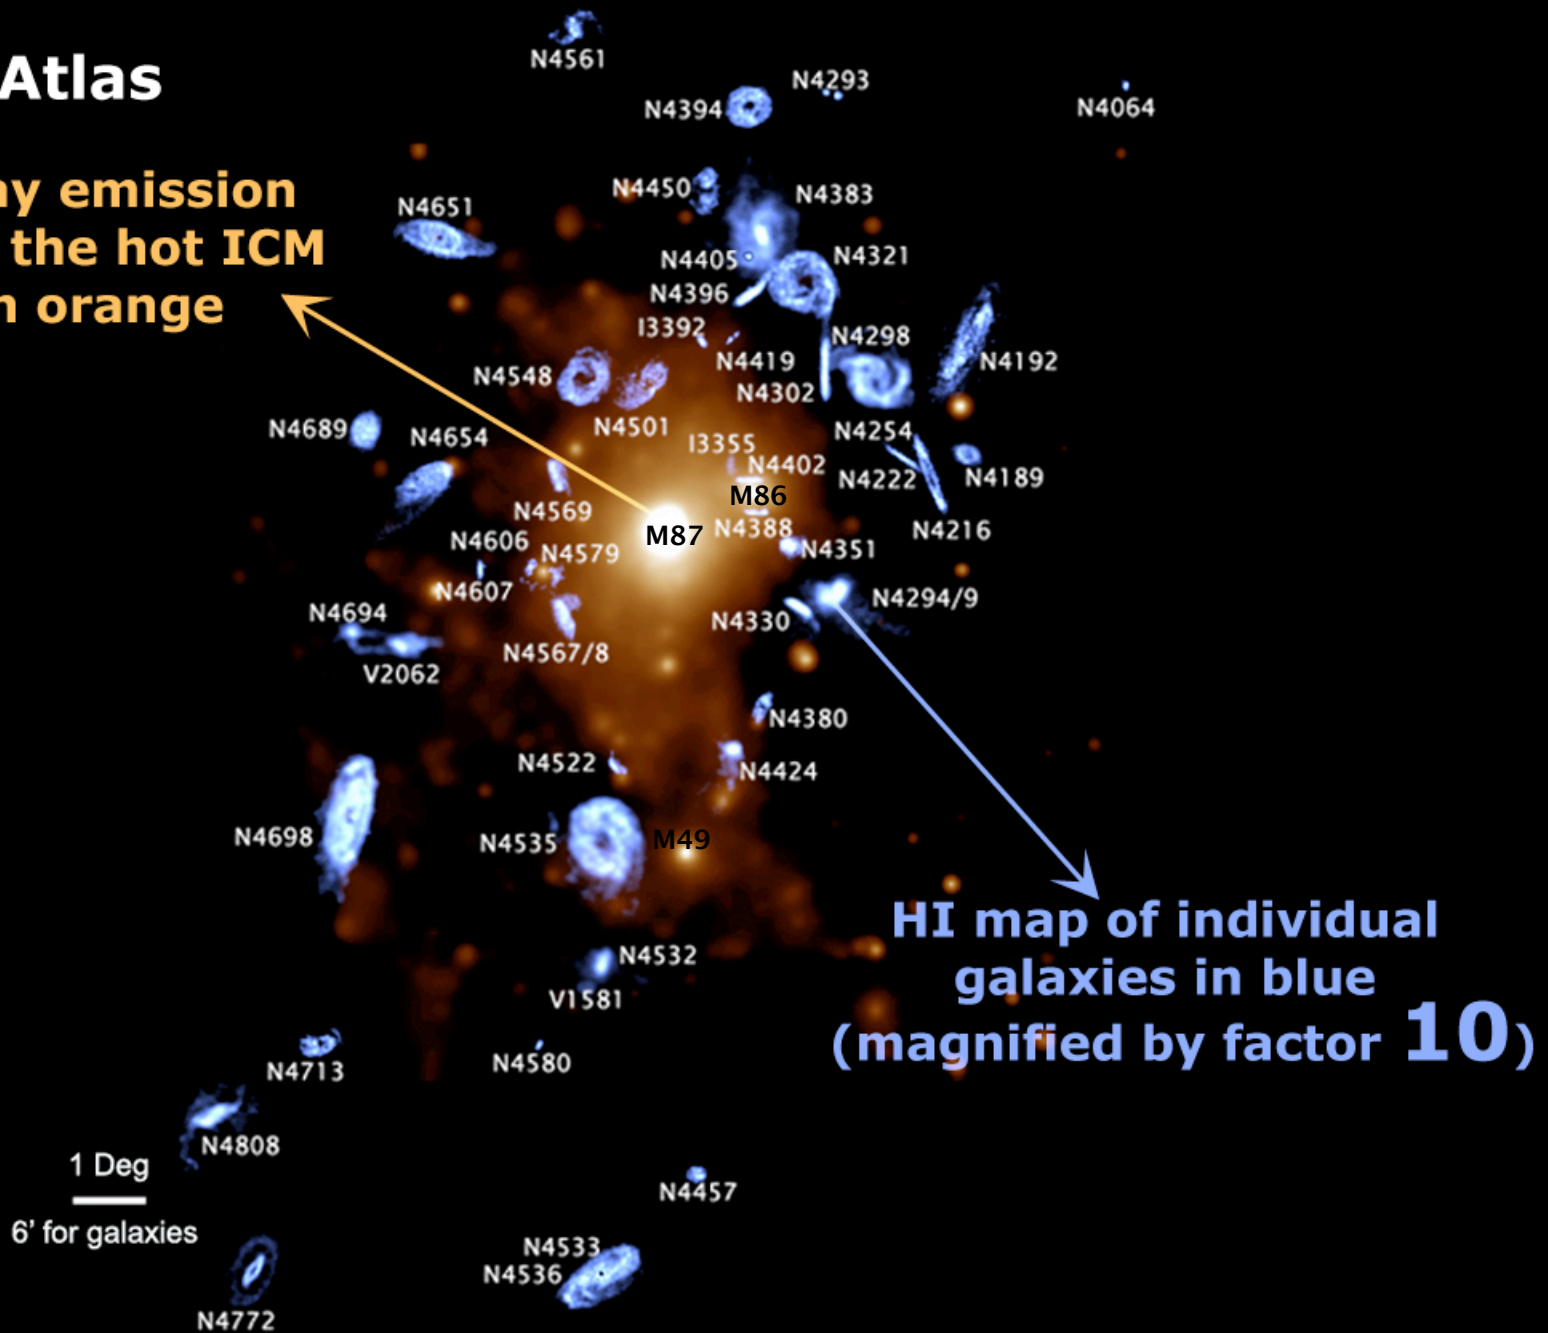 Atlas
ay emission
the hot ICM
n orange
N4561
N4293
N4394
N4064
N4450
N4383
N4651
N4405
N4321
N4396
I3392
N4298
N4419
N4192
N4548
N4302
N4501
N4254
N4689
N4654
I3355
N4402
N4222
N4189
M86
N4569
N4388
N4216
M87
N4606
N4579
N4351
N4607
N4294/9
N4694
N4330
N4567/8
V2062
N4380
N4522
N4424
N4698
N4535
M49
HI map of individual
galaxies in blue
(magnified by factor 10)
N4532
V1581
N4580
N4713
N4808
1 Deg
6’ for galaxies
N4457
N4533
N4536
N4772